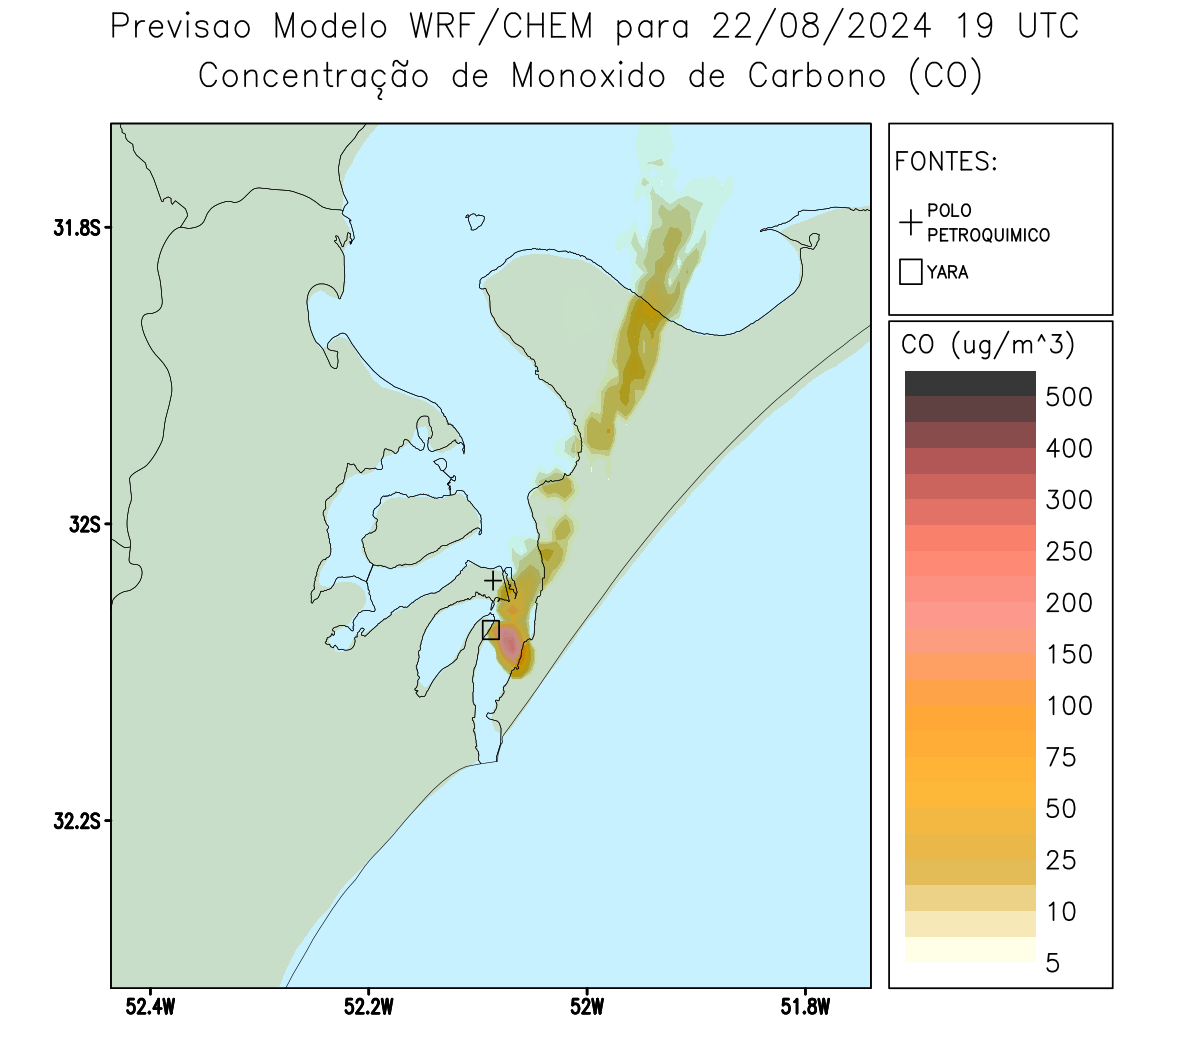 Previsao Modelo WRF/CHEM para 22/08/2024 19 UTC
Concentração de Monoxido de Carbono (CO)
FONTES:
POLO
PETROQUIMICO
YARA
CO (ug/m^3)
500
400
300
250
200
150
100
75
50
25
10
5
31.8S
32S
32.2S
52.4W
52.2W
52W
51.8W